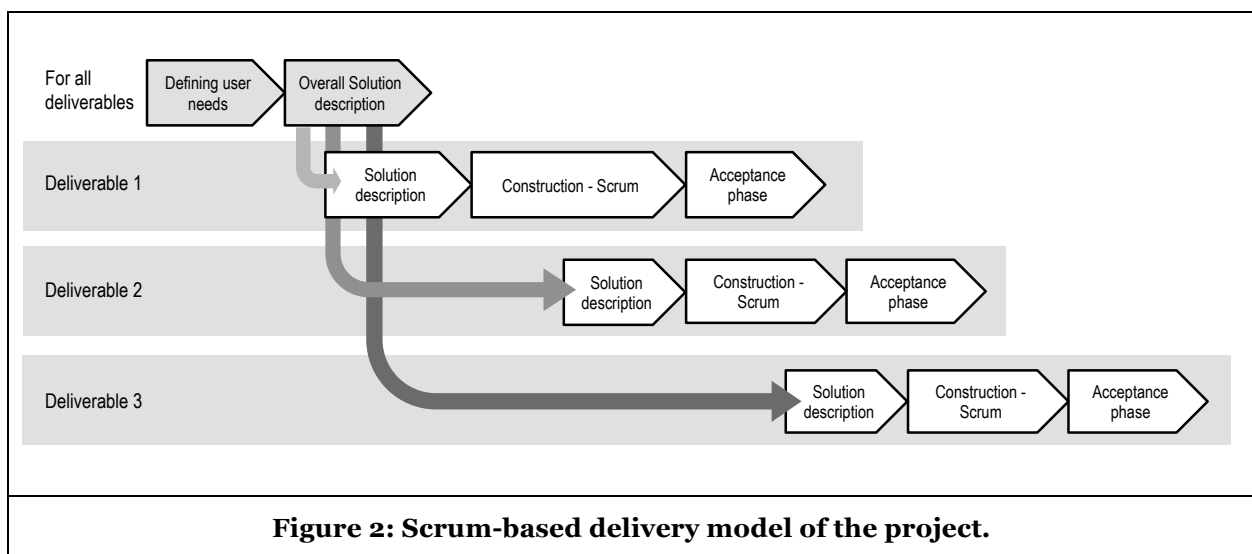 For all
deliverables
Defining user
needs
Overall Solution
description
Deliverable 1
Solution
description
Construction - Scrum
Acceptance
phase
Deliverable 2
Solution
description
Construction -
Scrum
Acceptance
phase
Deliverable 3
Solution
description
Construction -
Scrum
Acceptance
phase
Figure 2: Scrum-based delivery model of the project.